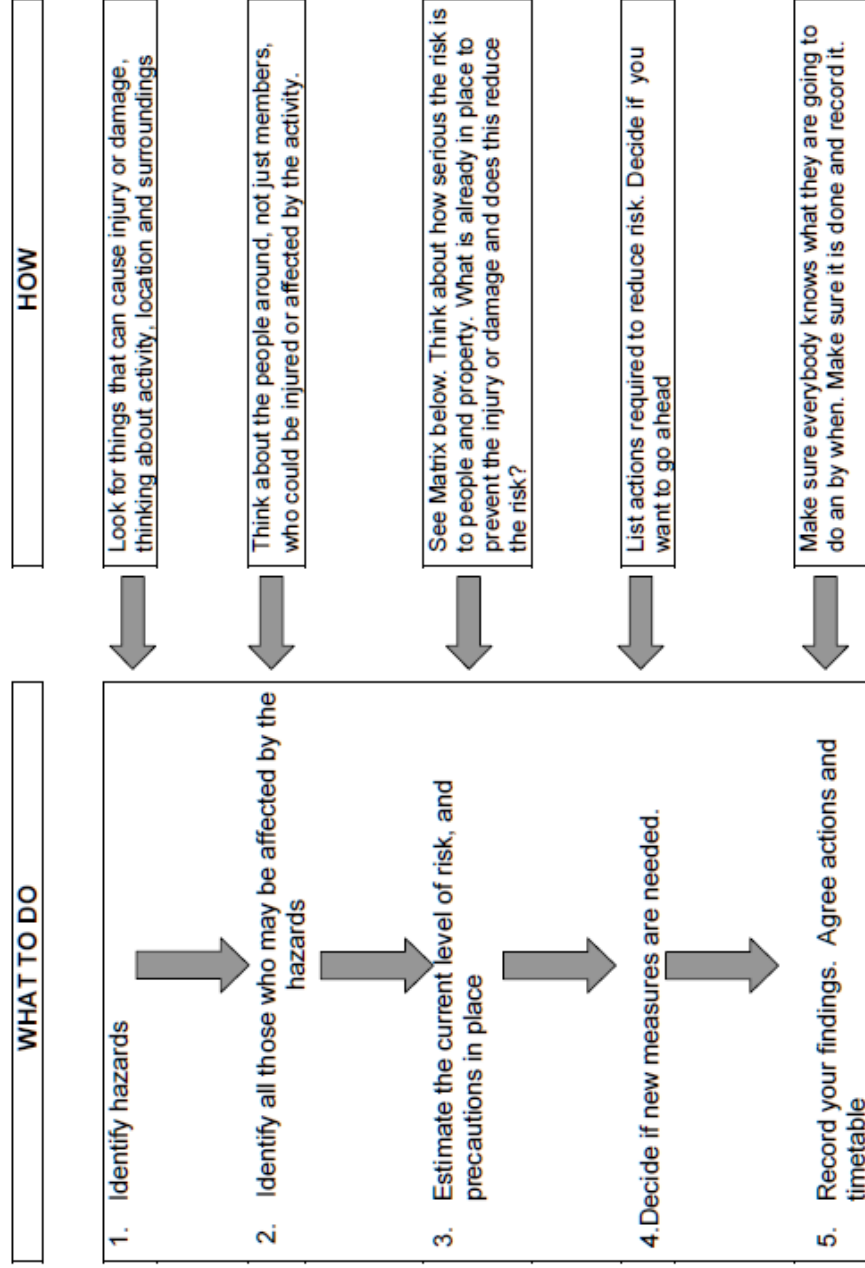 WHAT TO DO
HOW
1. Identify hazards
Look for things that can cause injury or damage,
thinking about activity, location and surroundings
2. Identify all those who may be affected by the
hazards
Think about the people around, not just members,
who could be injured or affected by the activity.
3. Estimate the current level of risk, and
precautions in place
See Matrix below. Think about how serious the risk is
to people and property. What is already in place to
prevent the injury or damage and does this reduce
the risk?
4.Decide if new measures are needed.
List actions required to reduce risk. Decide if you
want to go ahead
5. Record your findings. Agree actions and
timetable
Make sure everybody knows what they are going to
do an by when. Make sure it is done and record it.